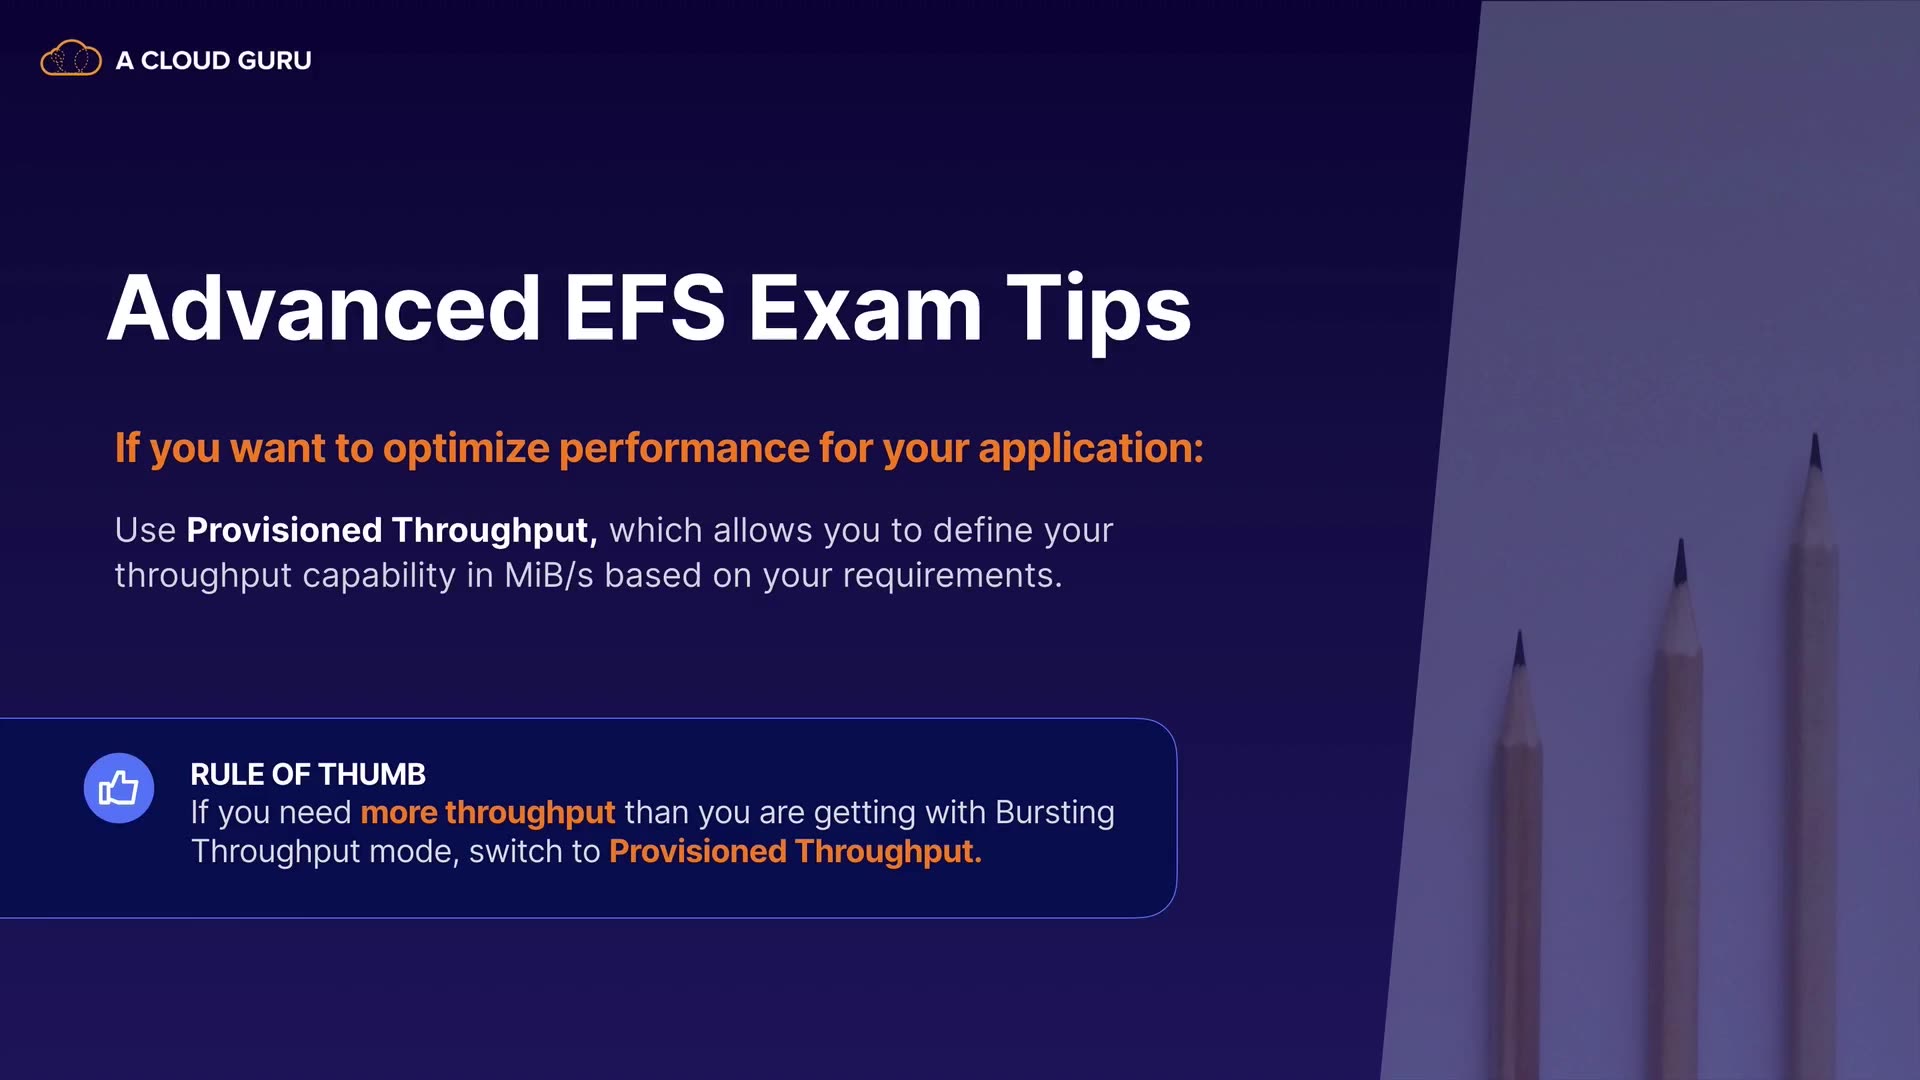 A CLOUD GURU
Advanced EFS Exam Tips
If you want to optimize performance for your application:
Use Provisioned Throughput, which allows you to define your
throughput capability in MiB/s based on your requirements.
RULE OF THUMB
If you need more throughput than you are getting with Bursting
Throughput mode, switch to Provisioned Throughput.